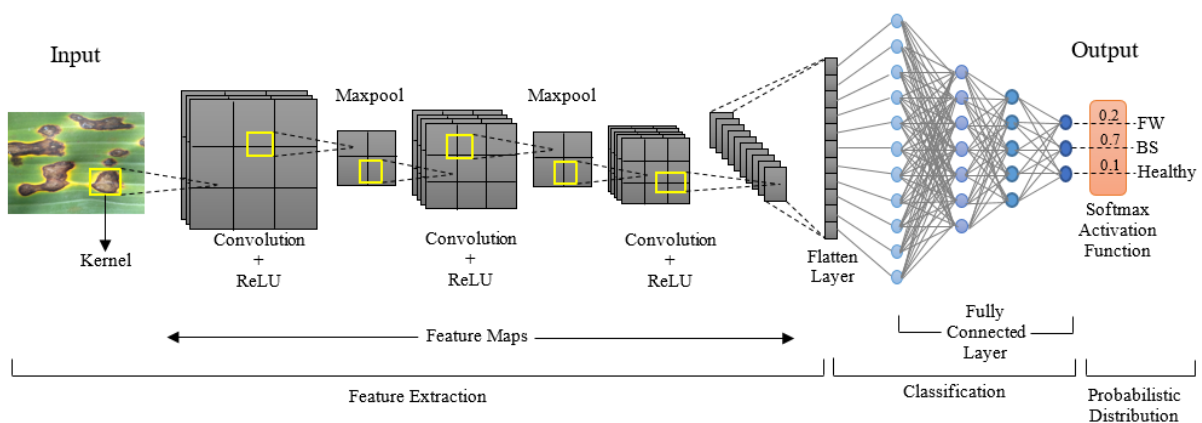 Input
Output
Maxpool
Maxpool
Kernel
Convolution
+
ReLU
Convolution
+
ReLU
Convolution
+
ReLU
Flatten
Layer
0.2
FW
0.7
BS
0.1
Healthy
Softmax
Activation
Function
Feature Maps
Fully
Connected
Layer
Feature Extraction
Classification
Probabilistic
Distribution